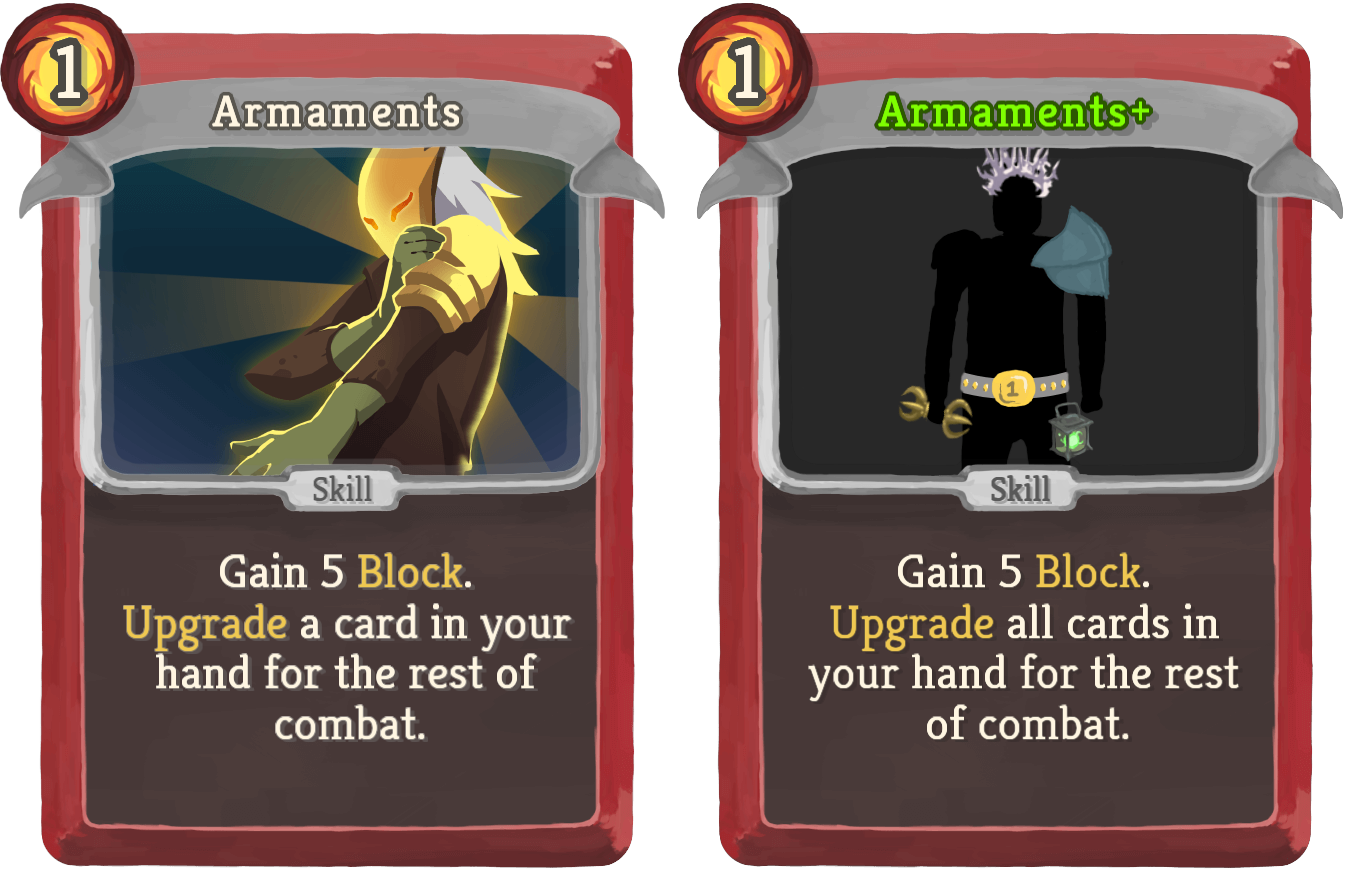 1
Armaments
Skill
Gain 5 Block.
Upgrade a card in your
hand for the rest of
combat.
1
Armaments+
1
Skill
Gain 5 Block.
Upgrade all cards in
your hand for the rest
of combat.